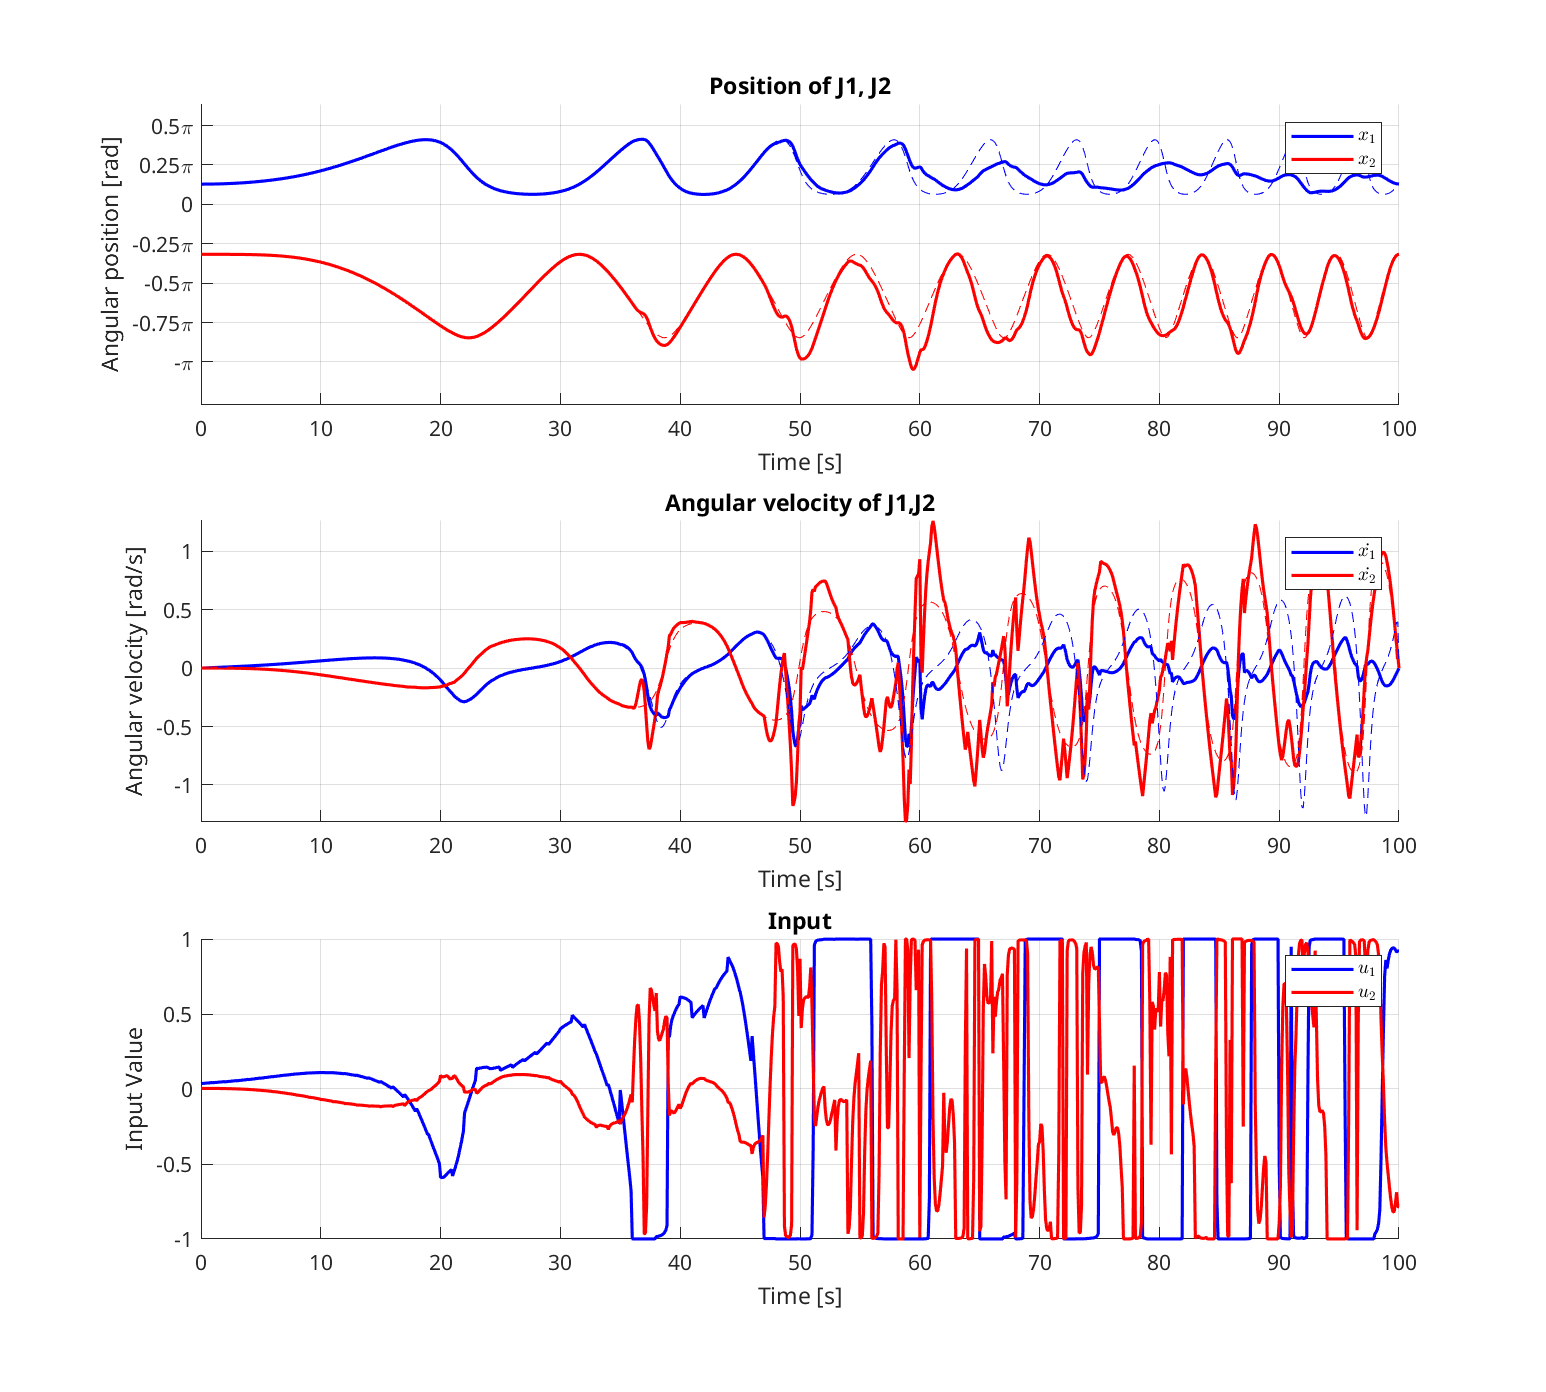 Position of J1, J2
Angular position [rad]
0.5π
0.25π
0
-0.25π
-0.5π
-0.75π
-π
x₁
x₂
0 10 20 30 40 50 60 70 80 90 100
Time [s]
Angular velocity of J1,J2
Angular velocity [rad/s]
1
0.5
0
-0.5
-1
ẋ₁
ẋ₂
0 10 20 30 40 50 60 70 80 90 100
Time [s]
Input
Input Value
1
0.5
0
-0.5
-1
u₁
u₂
0 10 20 30 40 50 60 70 80 90 100
Time [s]